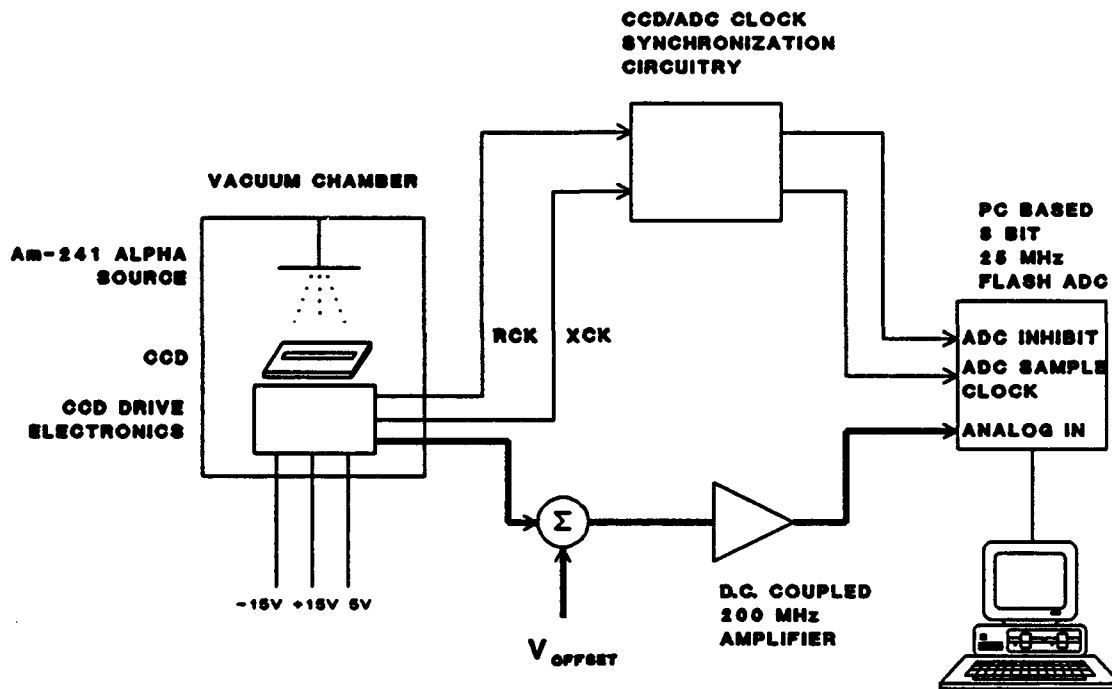 CCD/ADC CLOCK
SYNCHRONIZATION
CIRCUITRY
VACUUM CHAMBER
Am-241 ALPHA
SOURCE
CCD
CCD DRIVE
ELECTRONICS
RCK
XCK
PC BASED
8 BIT
25 MHz
FLASH ADC
ADC INHIBIT
ADC SAMPLE
CLOCK
ANALOG IN
Σ
-15V +15V 5V
V OFFSET
D.C. COUPLED
200 MHz
AMPLIFIER